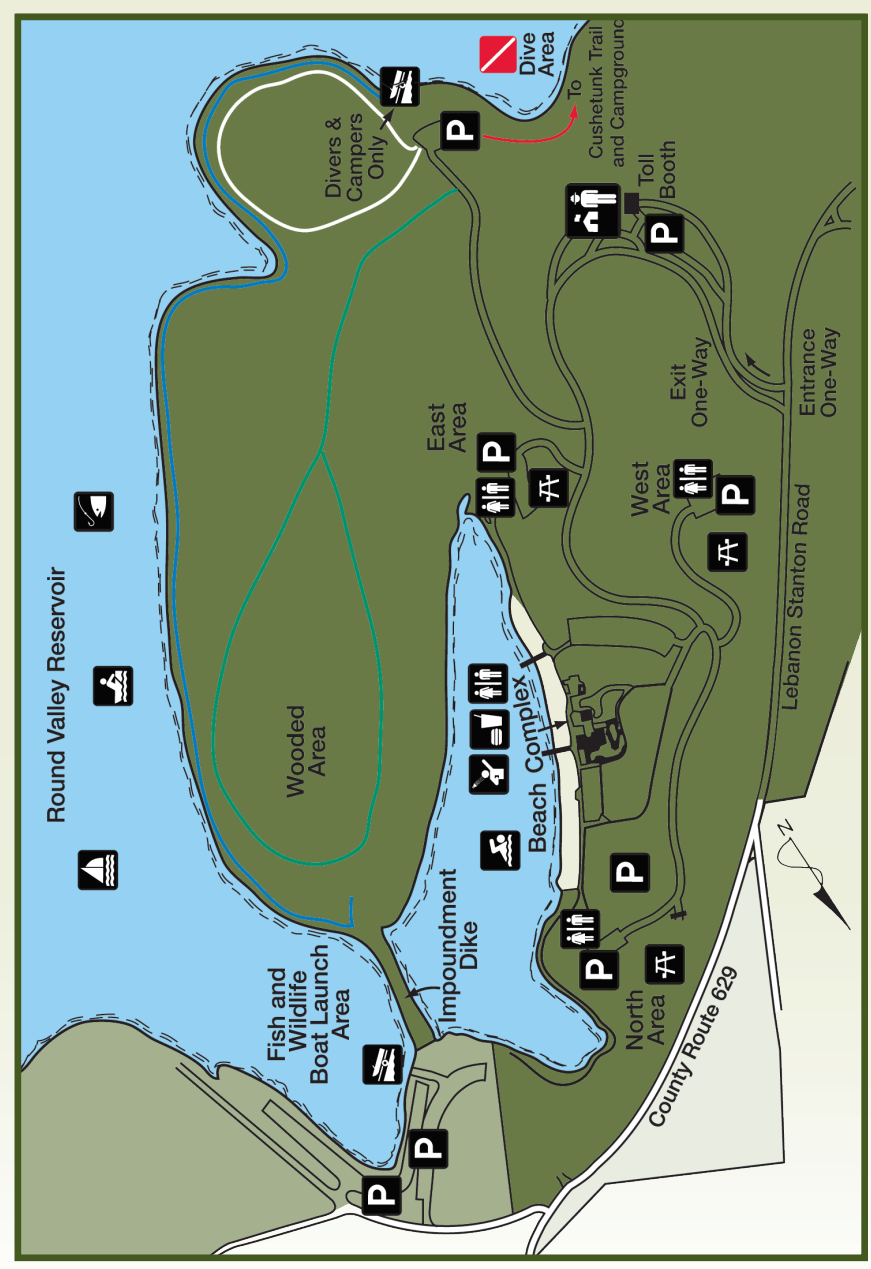 Round Valley Reservoir
Dive
Area
To
Cushetunk Trail
and Campground
Divers &
Campers
Only
Toll
Booth
P
P
East
Area
P
Exit
One-Way
Entrance
One-Way
West
Area
P
Lebanon Stanton Road
Wooded
Area
Beach Complex
P
Impoundment
Dike
Fish and
Wildlife
Boat Launch
Area
P
North
Area
County Route 629
P
P
N